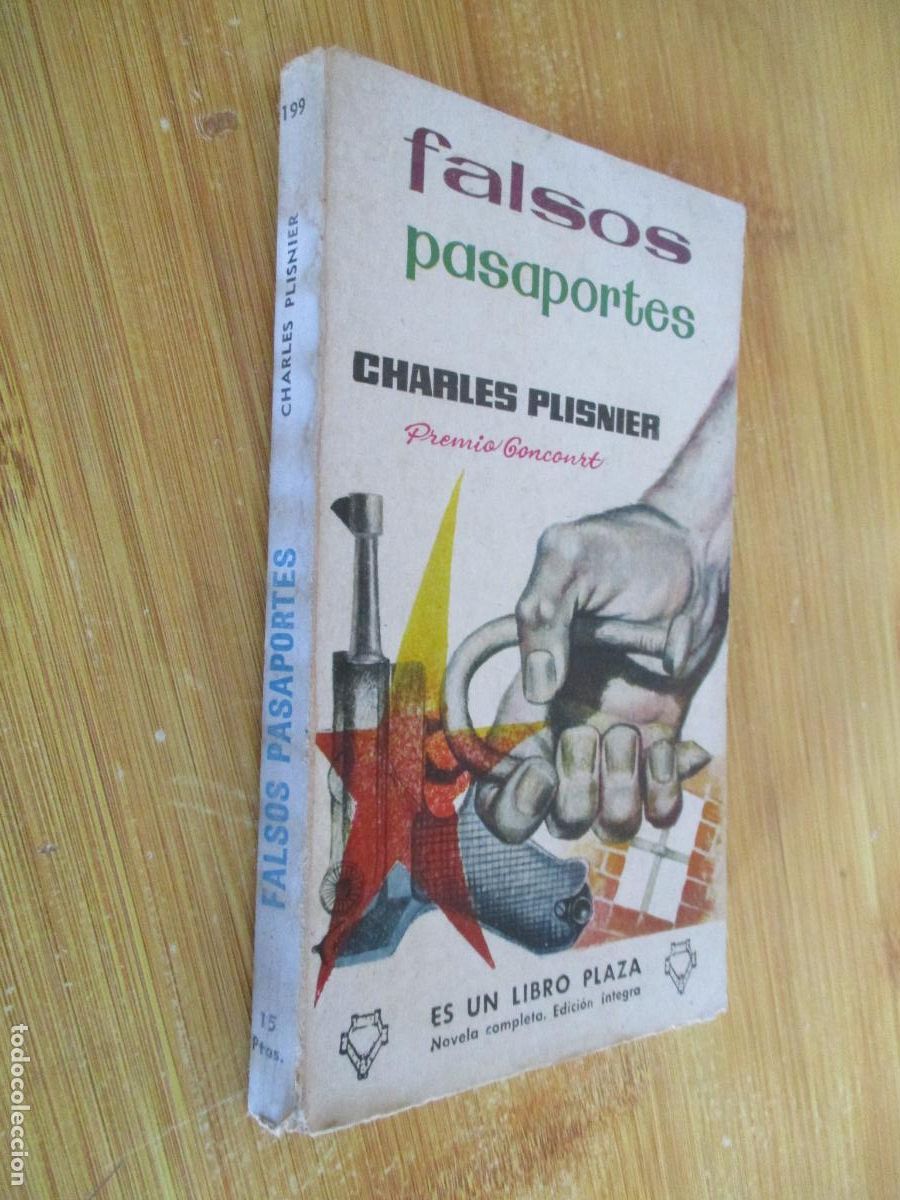 falsos
pasaportes
CHARLES PLISNIER
Premio Goncourt
ES UN LIBRO PLAZA
Novela completa. Edición íntegra
199
CHARLES PLISNIER
FALSOS PASAPORTES
15
Ptas.
todocoleccion.net